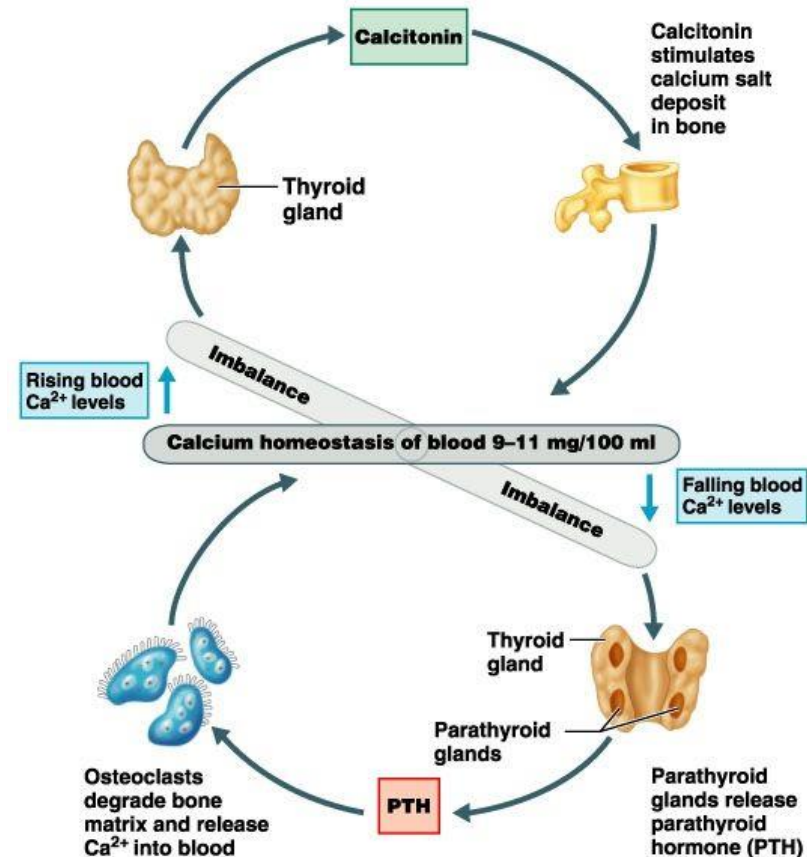 Calcitonin
Calcitonin
stimulates
calcium salt
deposit
in bone
Thyroid
gland
Imbalance
Rising blood
Ca²⁺ levels
Calcium homeostasis of blood 9–11 mg/100 ml
Imbalance
Falling blood
Ca²⁺ levels
Thyroid
gland
Parathyroid
glands
Osteoclasts
degrade bone
matrix and release
Ca²⁺ into blood
PTH
Parathyroid
glands release
parathyroid
hormone (PTH)